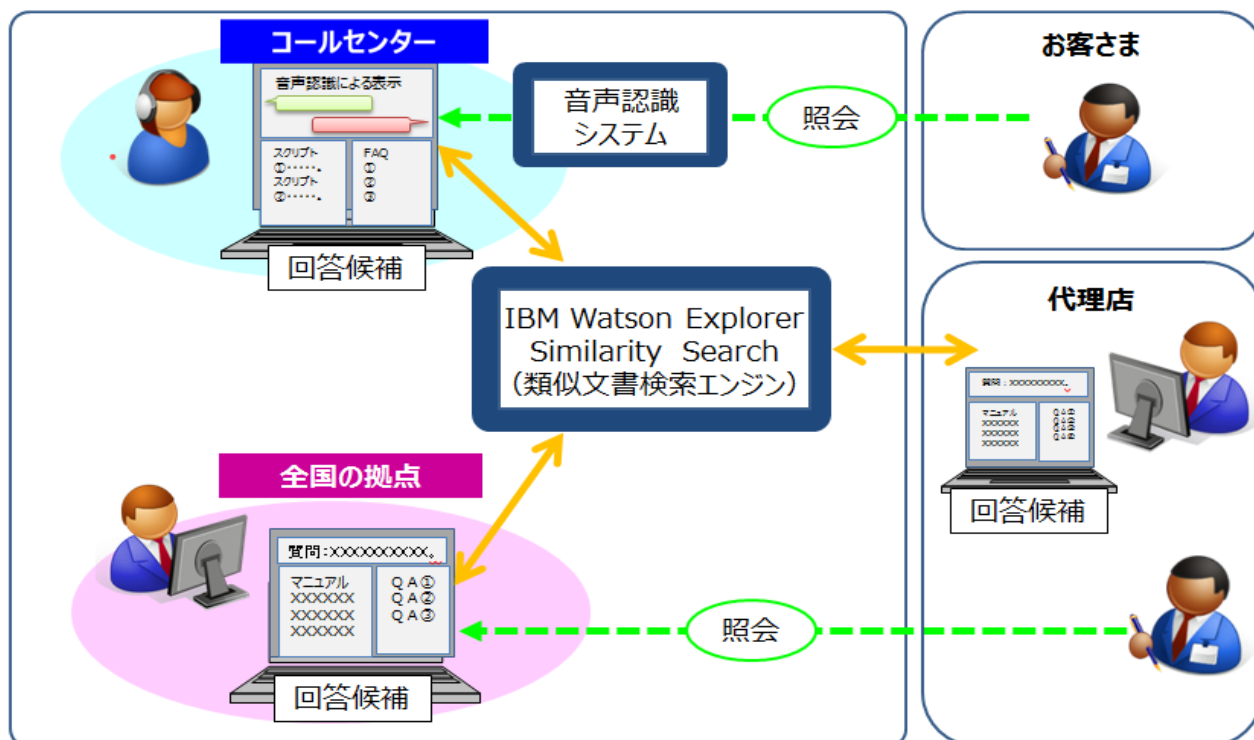 コールセンター
音声認識による表示
スクリプト
①・・・・・。
スクリプト
②・・・・・。
FAQ
①
②
③
回答候補
音声認識
システム
照会
お客さま
IBM Watson Explorer
Similarity Search
（類似文書検索エンジン）
代理店
質問：XXXXXXXXXX。
マニュアル
XXXXXX
XXXXXX
XXXXXX
回答候補
全国の拠点
質問：XXXXXXXXXX。
マニュアル
XXXXXX
XXXXXX
XXXXXX
ＱＡ①
ＱＡ②
ＱＡ③
回答候補
照会